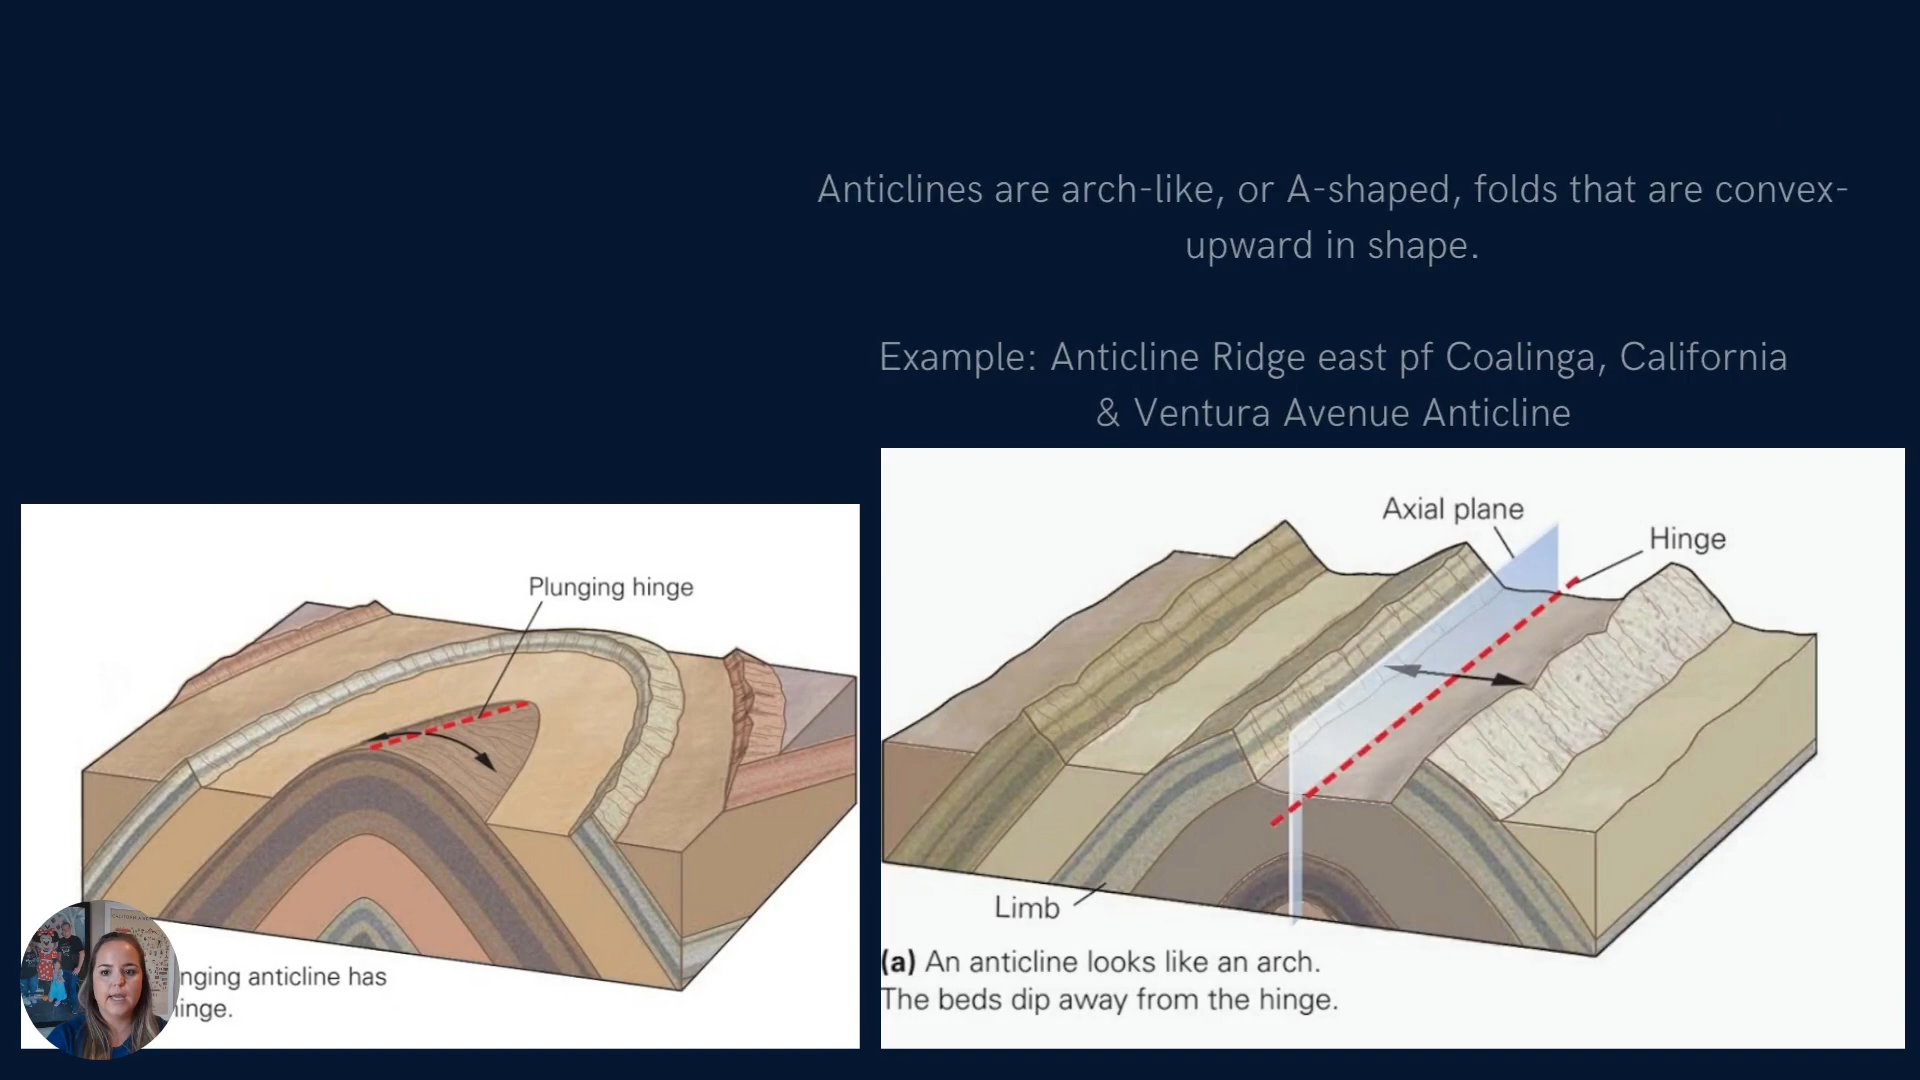 Anticlines are arch-like, or A-shaped, folds that are convex-
upward in shape.
Example: Anticline Ridge east pf Coalinga, California
& Ventura Avenue Anticline
Plunging hinge
nging anticline has
hinge.
Axial plane
Hinge
Limb
(a) An anticline looks like an arch.
The beds dip away from the hinge.